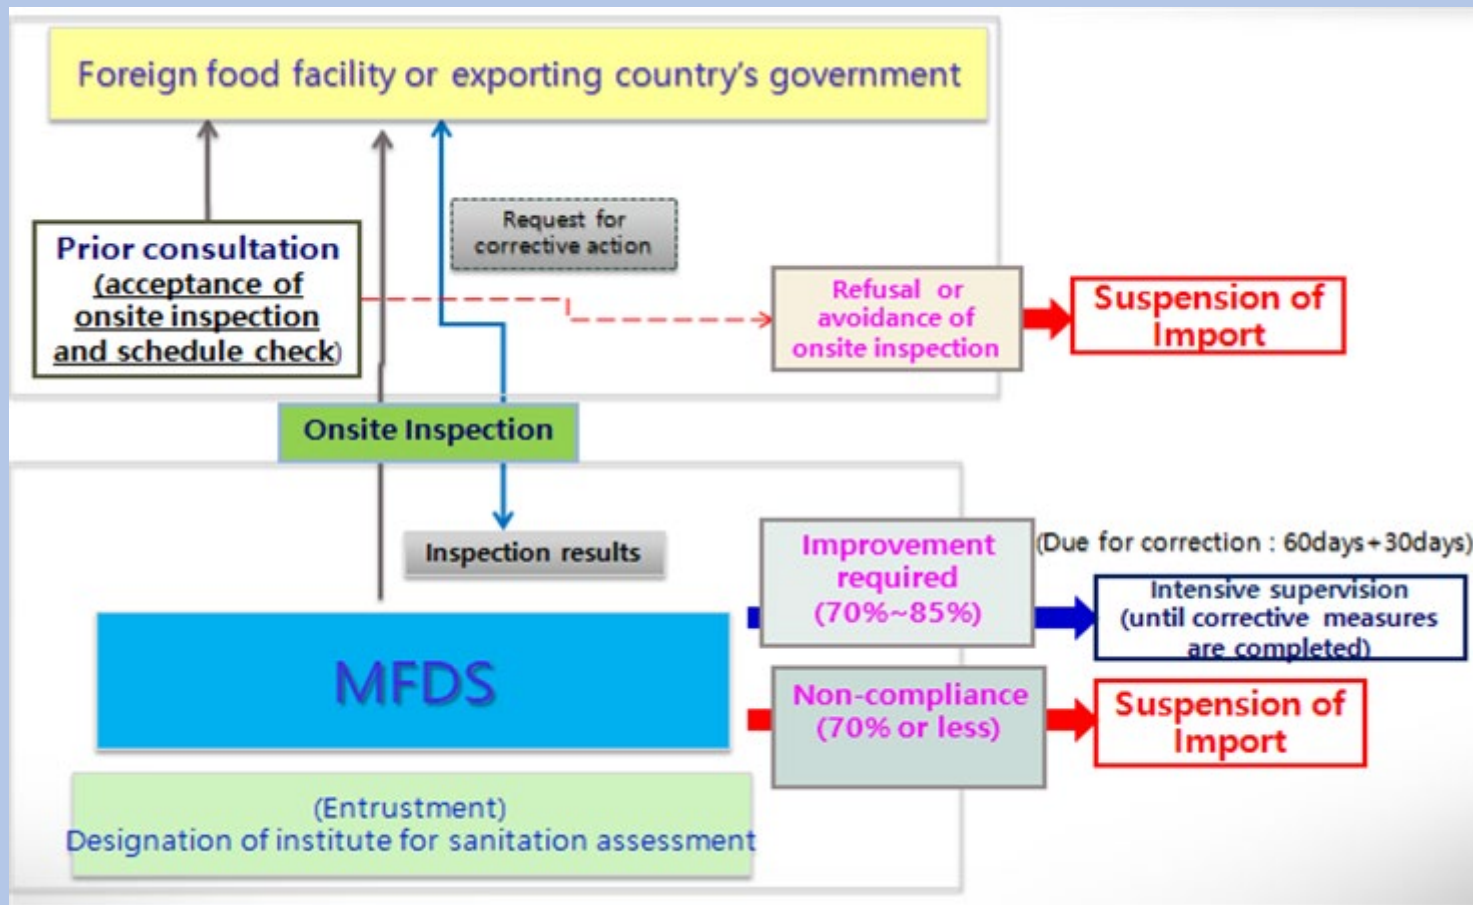 Foreign food facility or exporting country's government
Request for
corrective action
Prior consultation
(acceptance of
onsite inspection
and schedule check)
Refusal or
avoidance of
onsite inspection
Suspension of
Import
Onsite Inspection
Inspection results
Improvement
required
(70%~85%)
(Due for correction : 60days+30days)
Intensive supervision
(until corrective measures
are completed)
MFDS
Non-compliance
(70% or less)
Suspension of
Import
(Entrustment)
Designation of institute for sanitation assessment